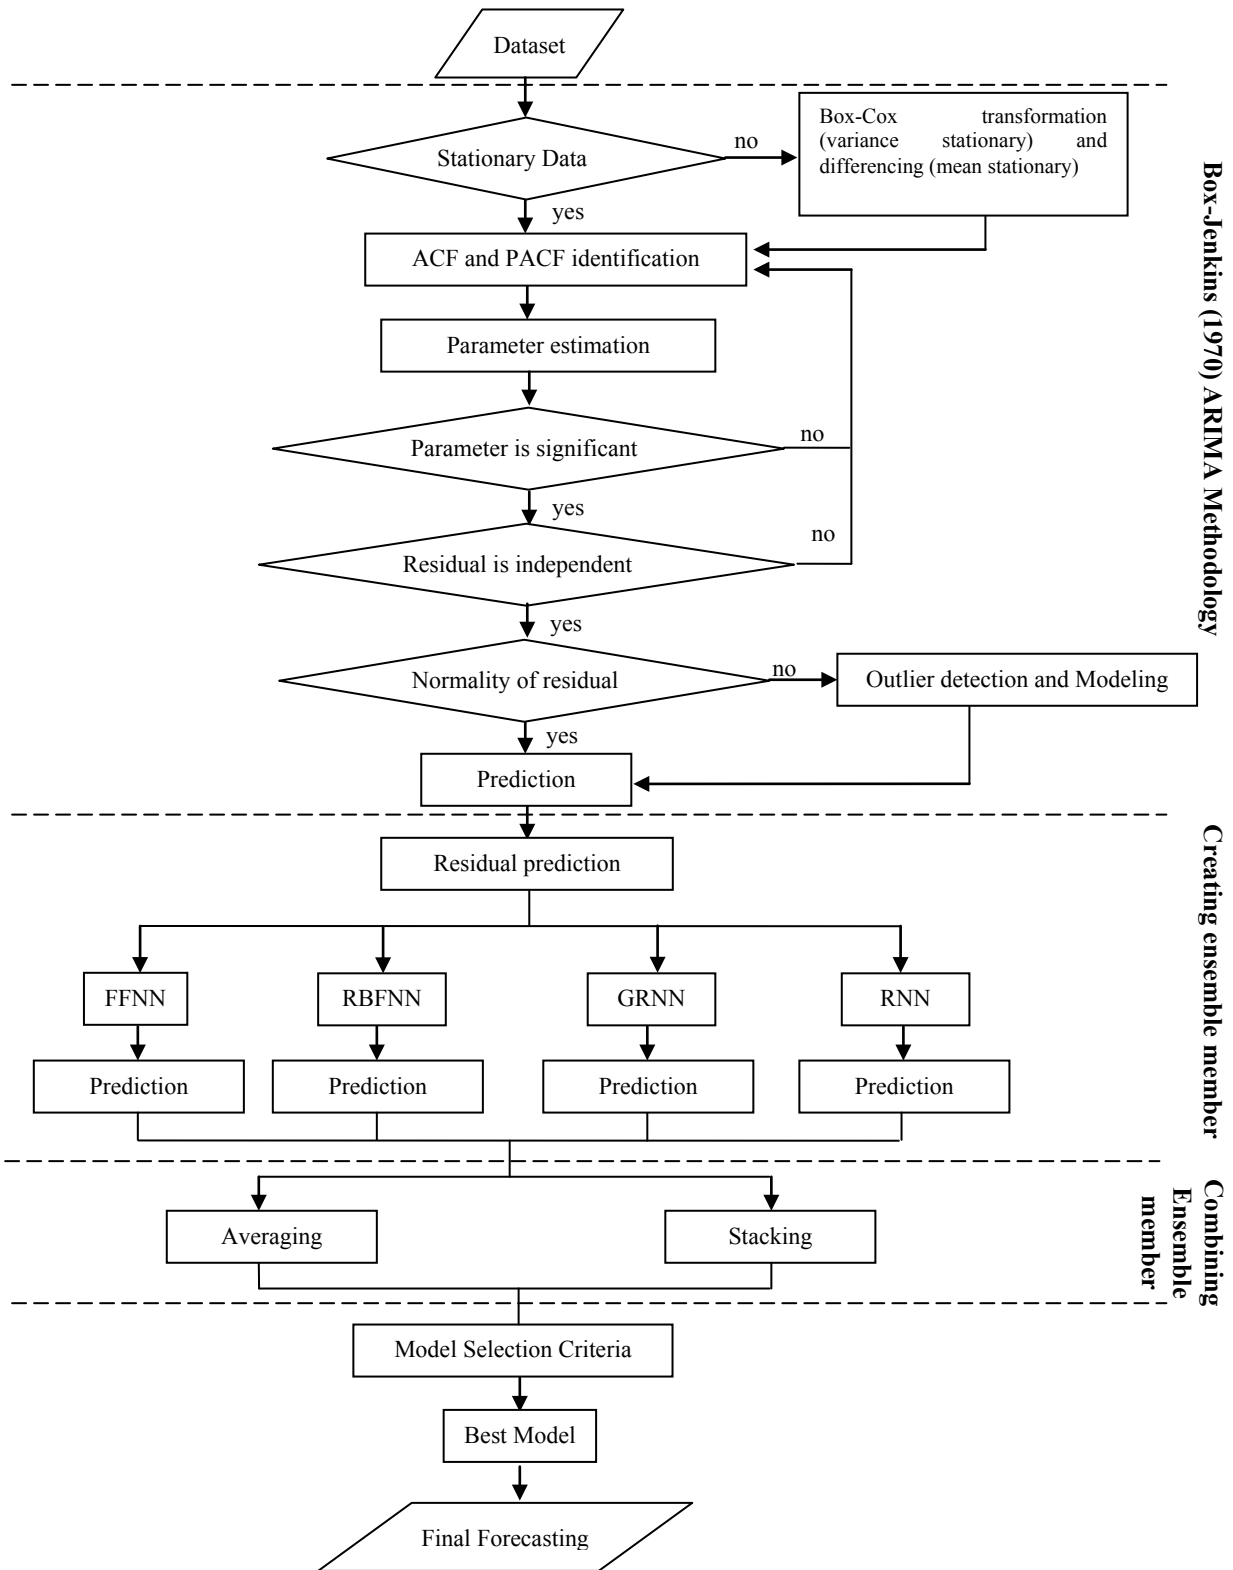 Dataset
Box-Cox transformation
(variance stationary) and
differencing (mean stationary)
no
Stationary Data
yes
ACF and PACF identification
Parameter estimation
Parameter is significant
no
yes
Residual is independent
no
yes
Normality of residual
no
Outlier detection and Modeling
yes
Prediction
Box-Jenkins (1970) ARIMA Methodology
Residual prediction
FFNN
RBFNN
GRNN
RNN
Prediction
Prediction
Prediction
Prediction
Creating ensemble member
Averaging
Stacking
Combining
Ensemble
member
Model Selection Criteria
Best Model
Final Forecasting